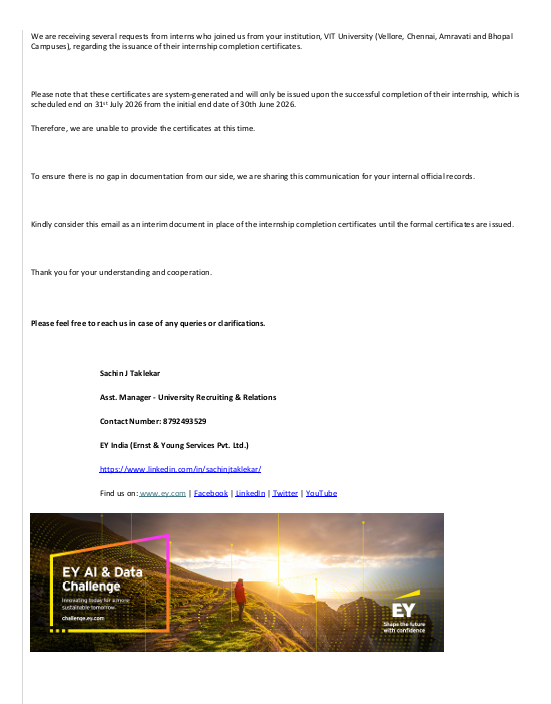 We are receiving several requests from interns who joined us from your institution, VIT University (Vellore, Chennai, Amravati and Bhopal
Campuses), regarding the issuance of their internship completion certificates.
Please note that these certificates are system-generated and will only be issued upon the successful completion of their internship, which is
scheduled end on 31st July 2026 from the initial end date of 30th June 2026.
Therefore, we are unable to provide the certificates at this time.
To ensure there is no gap in documentation from our side, we are sharing this communication for your internal official records.
Kindly consider this email as an interim document in place of the internship completion certificates until the formal certificates are issued.
Thank you for your understanding and cooperation.
Please feel free to reach us in case of any queries or clarifications.
Sachin J Taklekar
Asst. Manager - University Recruiting & Relations
Contact Number: 8792493529
EY India (Ernst & Young Services Pvt. Ltd.)
https://www.linkedin.com/in/sachinjtaklekar/
Find us on: www.ey.com | Facebook | LinkedIn | Twitter | YouTube
EY AI & Data
Challenge
Innovating today for a more
sustainable tomorrow.
challenge.ey.com
EY
Shape the future
with confidence